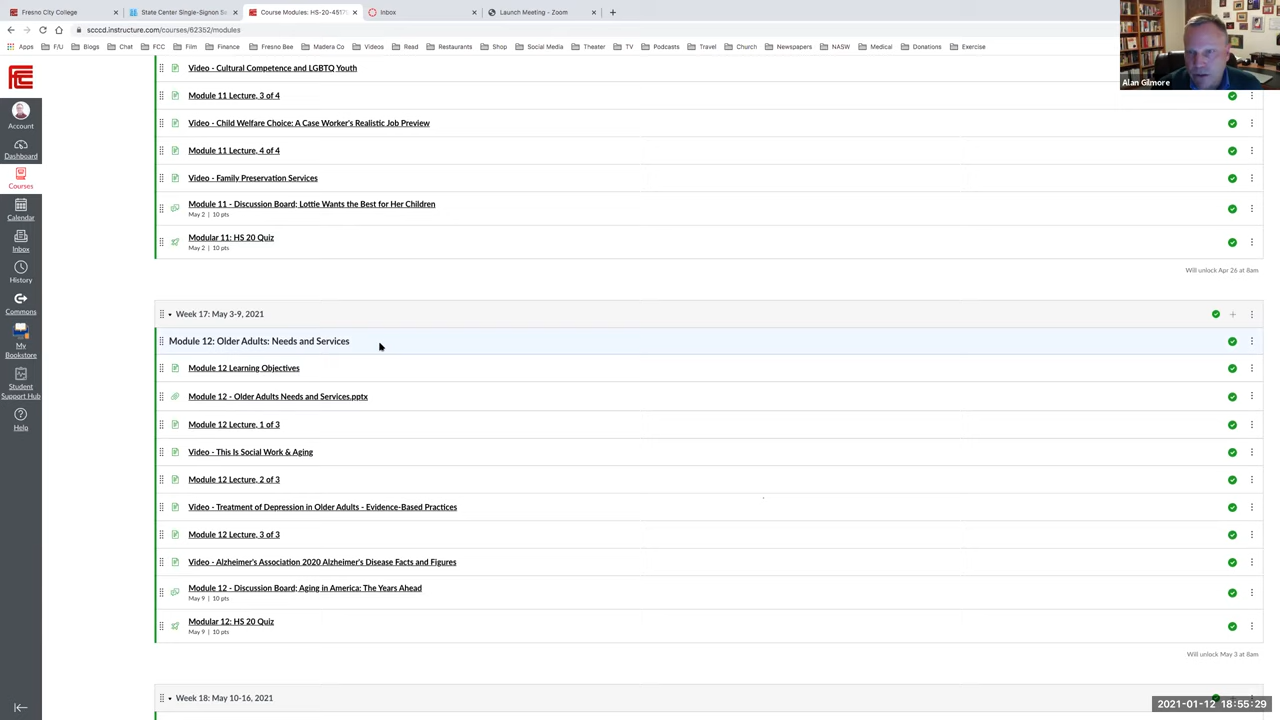 Fresno City College
State Center Single-Signon Se
Course Modules: HS-20-4517
Inbox
Launch Meeting - Zoom
scccd.instructure.com/courses/62352/modules
Apps
F/U
Blogs
Chat
FCC
Film
Finance
Fresno Bee
Madera Co
Videos
Read
Restaurants
Shop
Social Media
Theater
TV
Podcasts
Travel
Church
Newspapers
NASW
Medical
Donations
Exercise
Alan Gilmore
FCC
Account
Dashboard
Courses
Calendar
Inbox
History
Commons
My
Bookstore
Student
Support Hub
Help
Video - Cultural Competence and LGBTQ Youth
Module 11 Lecture, 3 of 4
Video - Child Welfare Choice: A Case Worker's Realistic Job Preview
Module 11 Lecture, 4 of 4
Video - Family Preservation Services
Module 11 - Discussion Board; Lottie Wants the Best for Her Children
May 2 | 10 pts
Modular 11: HS 20 Quiz
May 2 | 10 pts
Will unlock Apr 26 at 8am
Week 17: May 3-9, 2021
Module 12: Older Adults: Needs and Services
Module 12 Learning Objectives
Module 12 - Older Adults Needs and Services.pptx
Module 12 Lecture, 1 of 3
Video - This Is Social Work & Aging
Module 12 Lecture, 2 of 3
Video - Treatment of Depression in Older Adults - Evidence-Based Practices
Module 12 Lecture, 3 of 3
Video - Alzheimer's Association 2020 Alzheimer's Disease Facts and Figures
Module 12 - Discussion Board; Aging in America: The Years Ahead
May 9 | 10 pts
Modular 12: HS 20 Quiz
May 9 | 10 pts
Will unlock May 3 at 8am
Week 18: May 10-16, 2021
2021-01-12 18:55:29